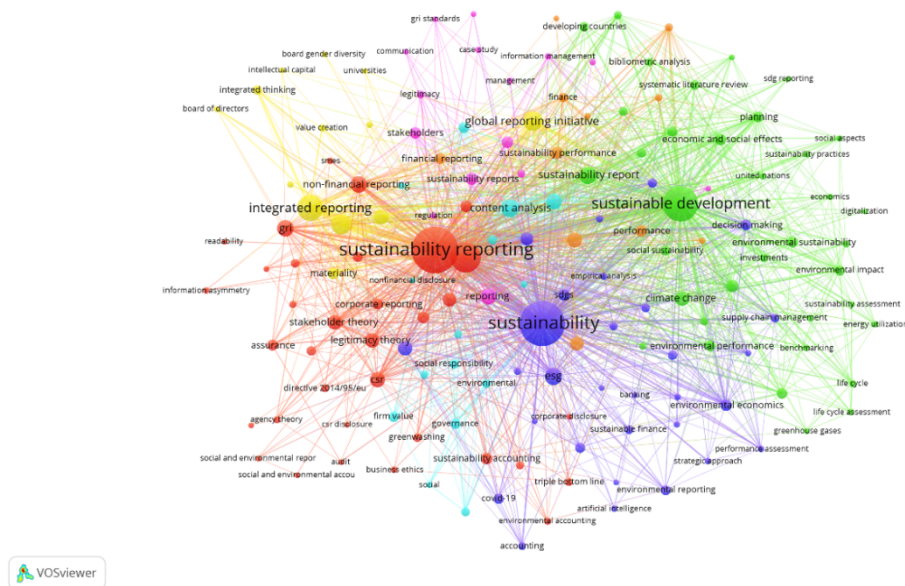 gri standards
developing countries
communication
case study
information management
board gender diversity
bibliometric analysis
intellectual capital
universities
management
systematic literature review
sdg reporting
integrated thinking
legitimacy
finance
board of directors
value creation
stakeholders
global reporting initiative
planning
economic and social effects
social aspects
smes
financial reporting
sustainability performance
sustainability practices
non-financial reporting
sustainability reports
sustainability report
united nations
integrated reporting
regulation
content analysis
sustainable development
economics
digitalization
gri
performance
decision making
readability
sustainability reporting
social sustainability
environmental sustainability
investments
materiality
nonfinancial disclosure
empirical analysis
environmental impact
information asymmetry
reporting
sdgs
climate change
corporate reporting
sustainability assessment
stakeholder theory
sustainability
supply chain management
energy utilization
assurance
legitimacy theory
environmental performance
benchmarking
social responsibility
csr
esg
directive 2014/95/eu
environmental
life cycle
banking
environmental economics
agency theory
firm value
csr disclosure
governance
corporate disclosure
life cycle assessment
greenwashing
sustainable finance
greenhouse gases
social and environmental repor
audit
sustainability accounting
performance assessment
strategic approach
social and environmental accou
business ethics
social
triple bottom line
covid-19
environmental reporting
artificial intelligence
environmental accounting
accounting
VOSviewer